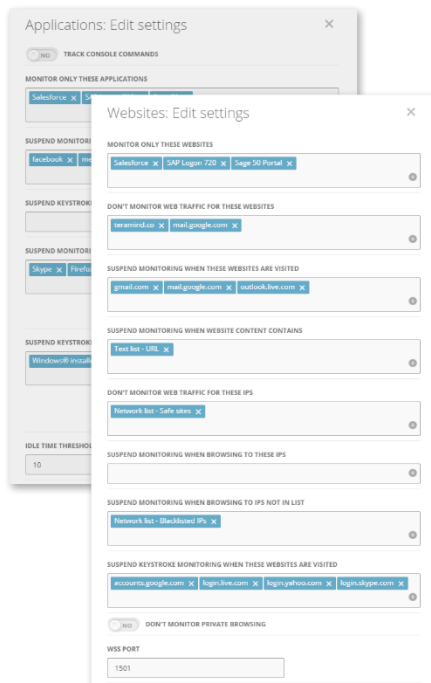 Applications: Edit settings ×
NO TRACK CONSOLE COMMANDS
MONITOR ONLY THESE APPLICATIONS
Salesforce ×
SUSPEND MONITORI
facebook ×
SUSPEND KEYSTROK
SUSPEND MONITORI
Skype × Firefo
SUSPEND KEYSTROK
Windows® install
IDLE TIME THRESHOL
10
Websites: Edit settings ×
MONITOR ONLY THESE WEBSITES
Salesforce × SAP Logon 720 × Sage 50 Portal ×
DON'T MONITOR WEB TRAFFIC FOR THESE WEBSITES
teramind.co × mail.google.com ×
SUSPEND MONITORING WHEN THESE WEBSITES ARE VISITED
gmail.com × mail.google.com × outlook.live.com ×
SUSPEND MONITORING WHEN WEBSITE CONTENT CONTAINS
Text list - URL ×
DON'T MONITOR WEB TRAFFIC FOR THESE IPS
Network list - Safe sites ×
SUSPEND MONITORING WHEN BROWSING TO THESE IPS
SUSPEND MONITORING WHEN BROWSING TO IPS NOT IN LIST
Network list - Blacklisted IPs ×
SUSPEND KEYSTROKE MONITORING WHEN THESE WEBSITES ARE VISITED
accounts.google.com × login.live.com × login.yahoo.com × login.skype.com ×
NO DON'T MONITOR PRIVATE BROWSING
WSS PORT
1501